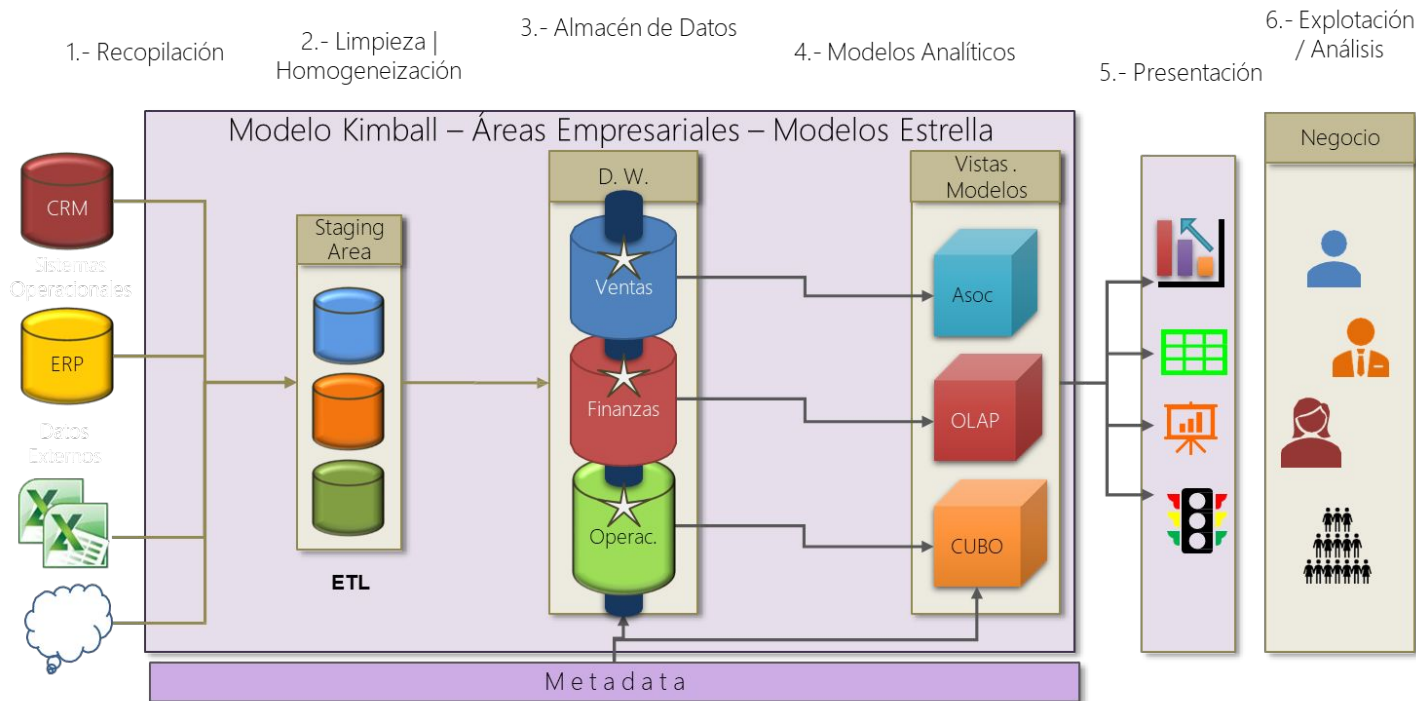 1.- Recopilación
2.- Limpieza |
Homogeneización
3.- Almacén de Datos
4.- Modelos Analíticos
5.- Presentación
6.- Explotación
/ Análisis
Modelo Kimball – Áreas Empresariales – Modelos Estrella
CRM
Sistemas
Operacionales
ERP
Datos
Externos
Staging
Area
ETL
D. W.
Ventas
Finanzas
Operac.
Vistas .
Modelos
Asoc
OLAP
CUBO
Negocio
Metadata